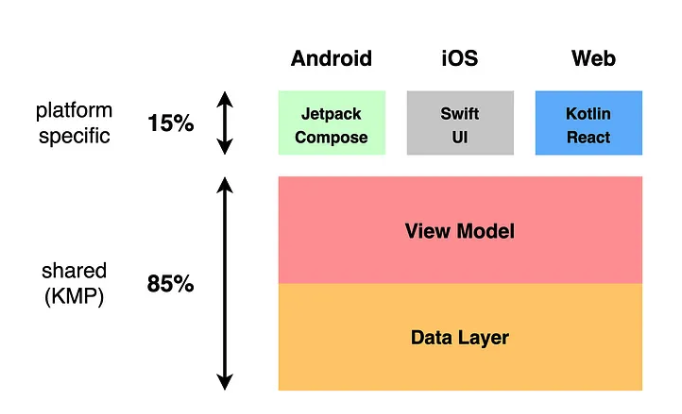 Android
iOS
Web
platform
specific
15%
Jetpack
Compose
Swift
UI
Kotlin
React
shared
(KMP)
85%
View Model
Data Layer